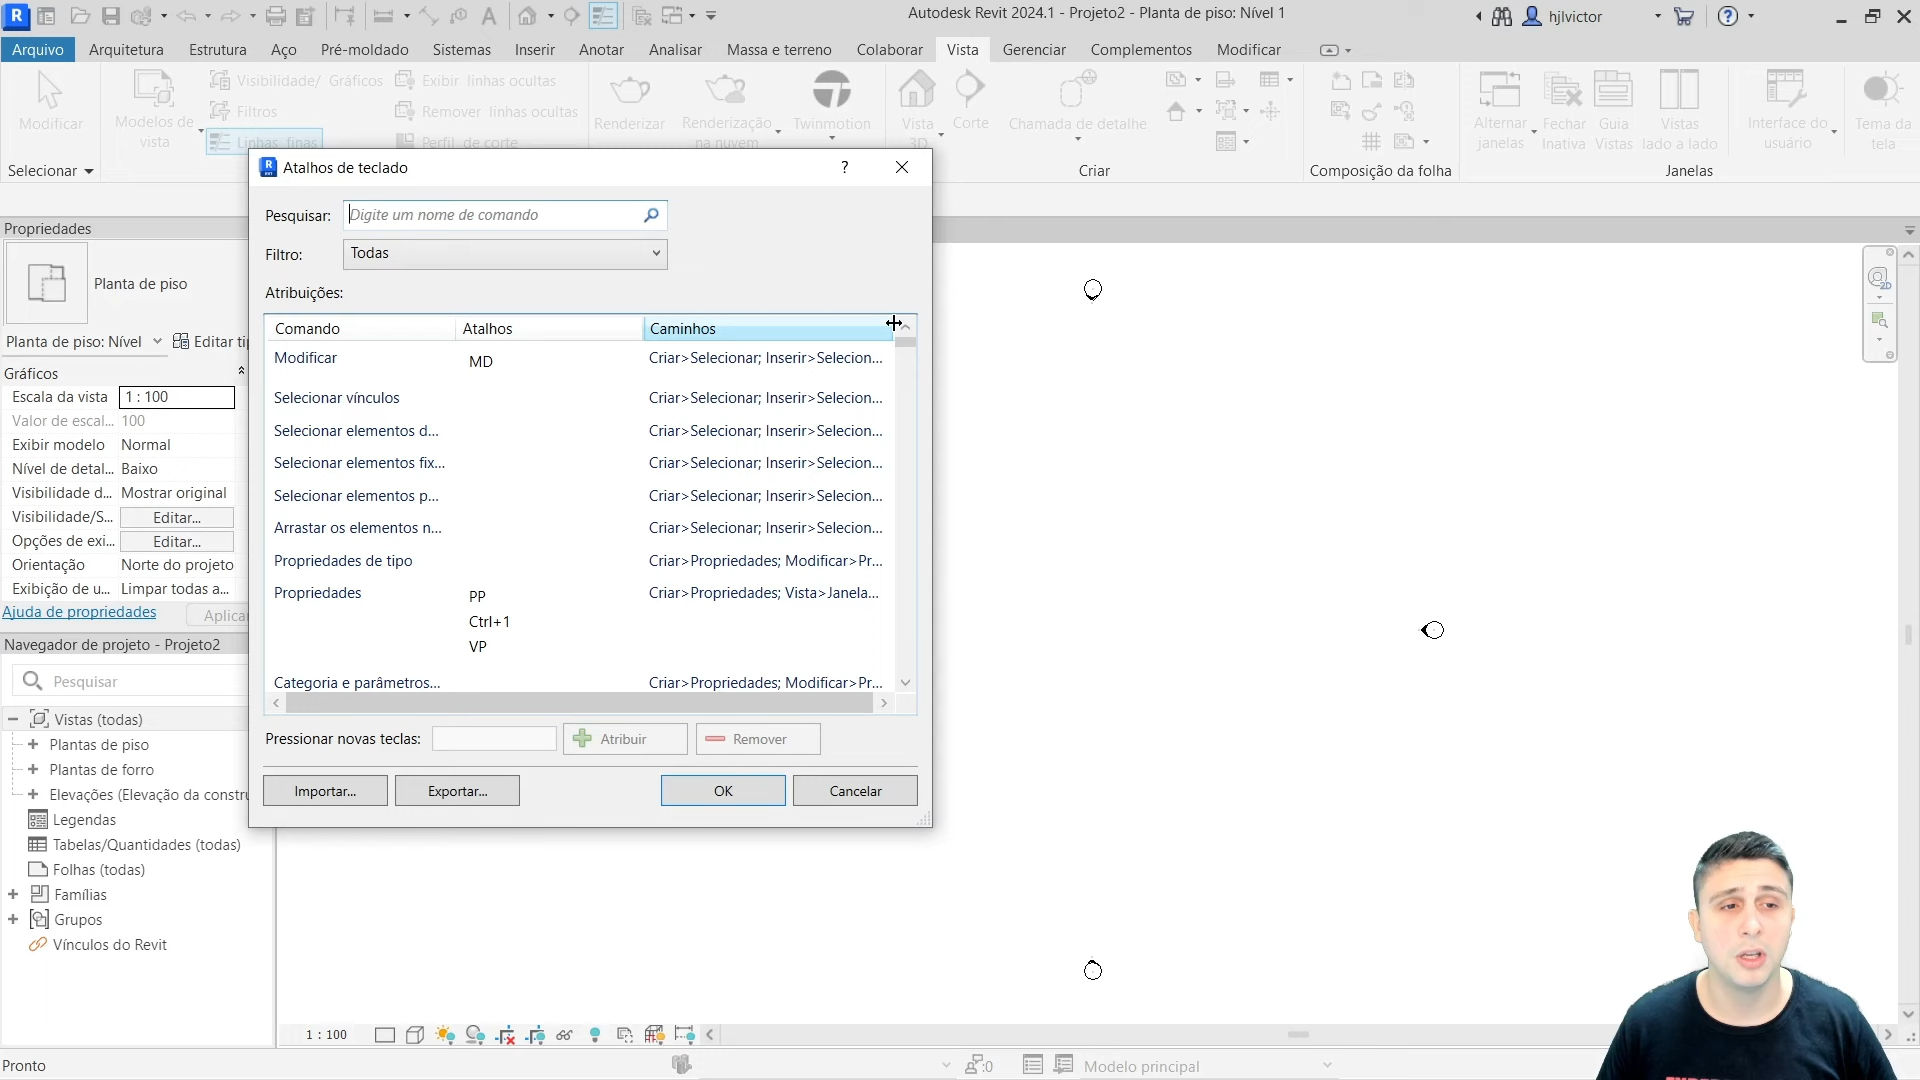 Autodesk Revit 2024.1 - Projeto2 - Planta de piso: Nível 1
hjlvictor
Arquivo Arquitetura Estrutura Aço Pré-moldado Sistemas Inserir Anotar Analisar Massa e terreno Colaborar Vista Gerenciar Complementos Modificar
Modificar
Modelos de vista
Visibilidade/ Gráficos
Filtros
Linhas finas
Exibir linhas ocultas
Remover linhas ocultas
Perfil de corte
Renderizar
Renderização na nuvem
Twinmotion
Vista 3D
Corte
Chamada de detalhe
Alternar janelas
Fechar Inativa
Guia Vistas
Vistas lado a lado
Interface do usuário
Tema da tela
Selecionar
Criar
Composição da folha
Janelas
Propriedades
Planta de piso
Planta de piso: Nível
Editar
Gráficos
Escala da vista 1 : 100
Valor de escal... 100
Exibir modelo Normal
Nível de detal... Baixo
Visibilidade d... Mostrar original
Visibilidade/S... Editar...
Opções de exi... Editar...
Orientação Norte do projeto
Exibição de u... Limpar todas a...
Ajuda de propriedades
Navegador de projeto - Projeto2
Pesquisar
Vistas (todas)
Plantas de piso
Plantas de forro
Elevações (Elevação da
Legendas
Tabelas/Quantidades (todas)
Folhas (todas)
Famílias
Grupos
Vínculos do Revit
Atalhos de teclado
?
Pesquisar: Digite um nome de comando
Filtro: Todas
Atribuições:
Comando Atalhos Caminhos
Modificar MD Criar>Selecionar; Inserir>Selecion...
Selecionar vínculos Criar>Selecionar; Inserir>Selecion...
Selecionar elementos d... Criar>Selecionar; Inserir>Selecion...
Selecionar elementos fix... Criar>Selecionar; Inserir>Selecion...
Selecionar elementos p... Criar>Selecionar; Inserir>Selecion...
Arrastar os elementos n... Criar>Selecionar; Inserir>Selecion...
Propriedades de tipo Criar>Propriedades; Modificar>Pr...
Propriedades PP Criar>Propriedades; Vista>Janela...
Ctrl+1
VP
Categoria e parâmetros... Criar>Propriedades; Modificar>Pr...
Pressionar novas teclas: Atribuir Remover
Importar... Exportar... OK Cancelar
2D
1 : 100
Pronto
:0
Modelo principal